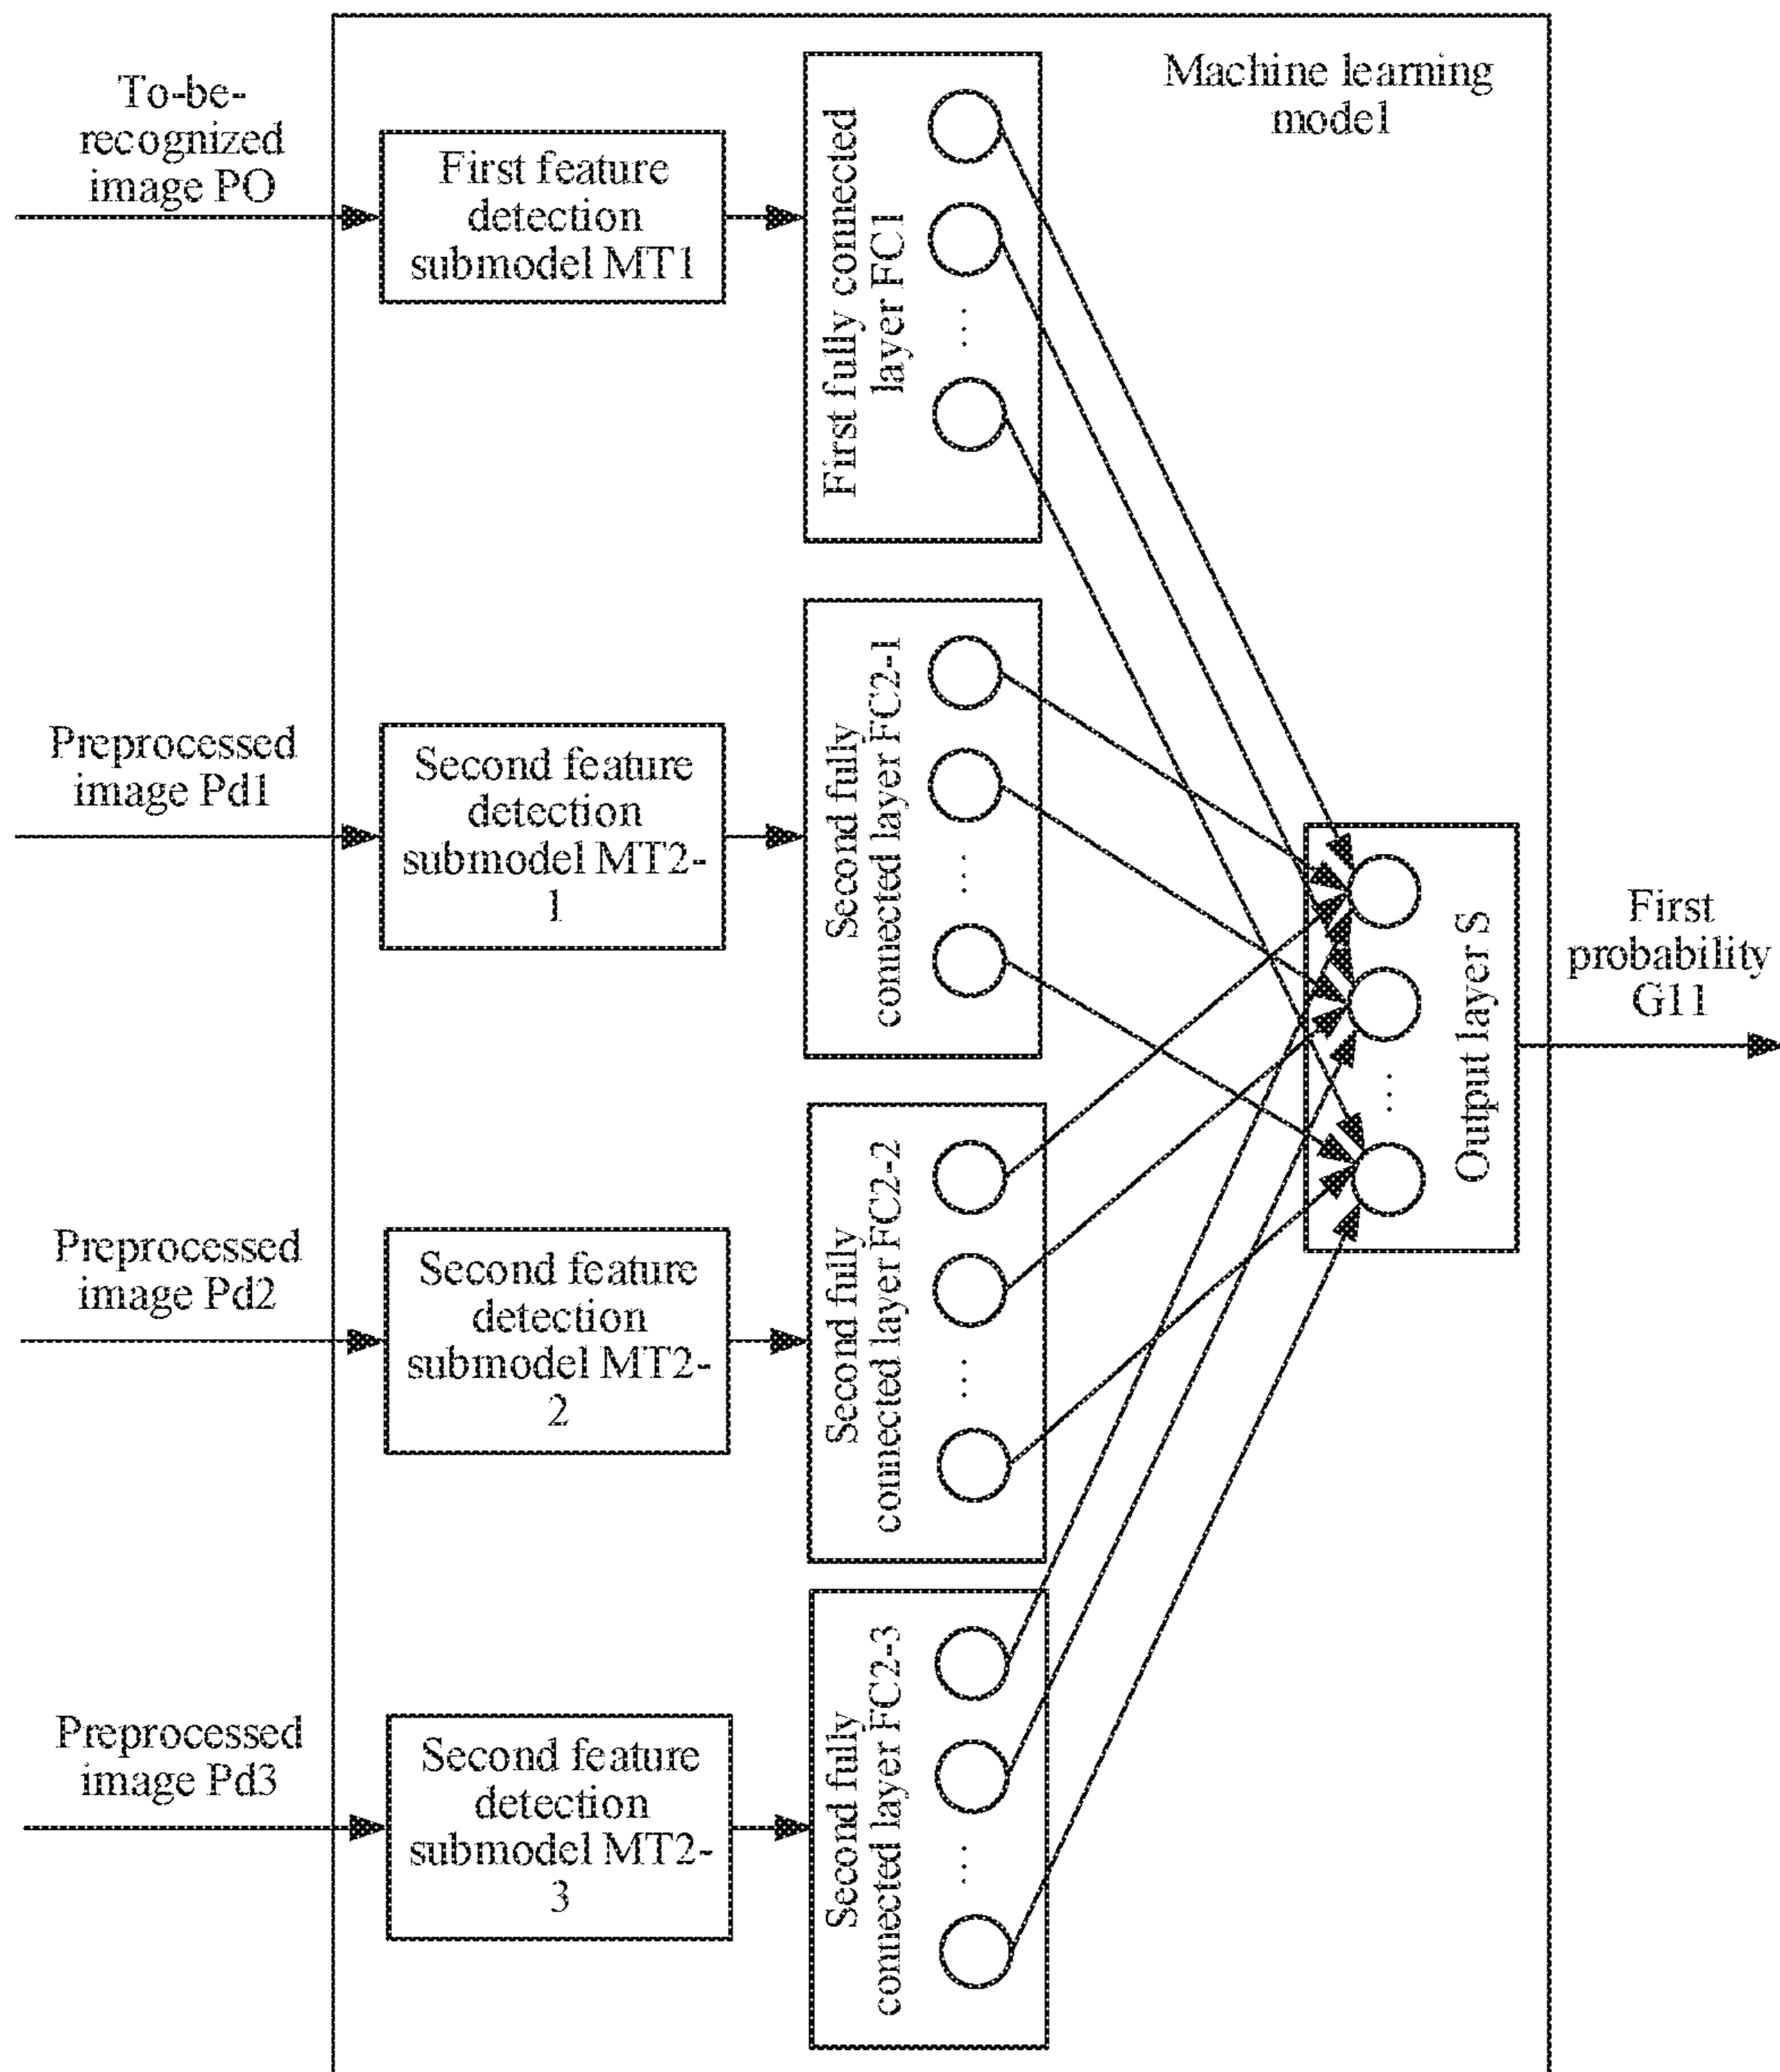 Machine learning
model
To-be-
recognized
image PO
First feature
detection
submodel MT1
First fully connected
layer FC1
Preprocessed
image Pd1
Second feature
detection
submodel MT2-
1
Second fully
connected layer FC2-1
Preprocessed
image Pd2
Second feature
detection
submodel MT2-
2
Second fully
connected layer FC2-2
Preprocessed
image Pd3
Second feature
detection
submodel MT2-
3
Second fully
connected layer FC2-3
Output layer S
First
probability
G11